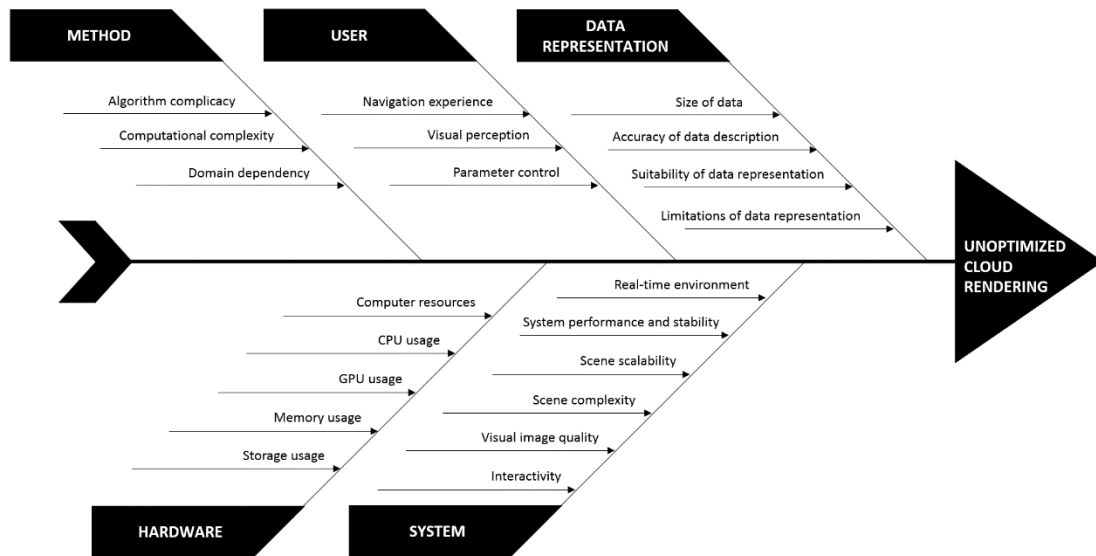 METHOD
USER
DATA
REPRESENTATION
Algorithm complicacy
Computational complexity
Domain dependency
Navigation experience
Visual perception
Parameter control
Size of data
Accuracy of data description
Suitability of data representation
Limitations of data representation
UNOPTIMIZED
CLOUD
RENDERING
Computer resources
CPU usage
GPU usage
Memory usage
Storage usage
Real-time environment
System performance and stability
Scene scalability
Scene complexity
Visual image quality
Interactivity
HARDWARE
SYSTEM